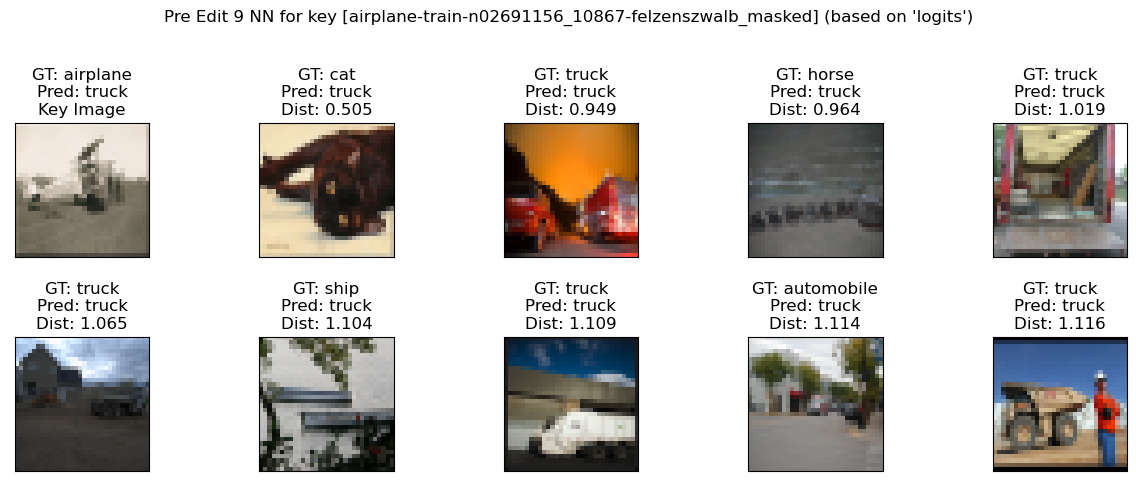 Pre Edit 9 NN for key [airplane-train-n02691156_10867-felzenszwalb_masked] (based on 'logits')
GT: airplane
Pred: truck
Key Image
GT: cat
Pred: truck
Dist: 0.505
GT: truck
Pred: truck
Dist: 0.949
GT: horse
Pred: truck
Dist: 0.964
GT: truck
Pred: truck
Dist: 1.019
GT: truck
Pred: truck
Dist: 1.065
GT: ship
Pred: truck
Dist: 1.104
GT: truck
Pred: truck
Dist: 1.109
GT: automobile
Pred: truck
Dist: 1.114
GT: truck
Pred: truck
Dist: 1.116